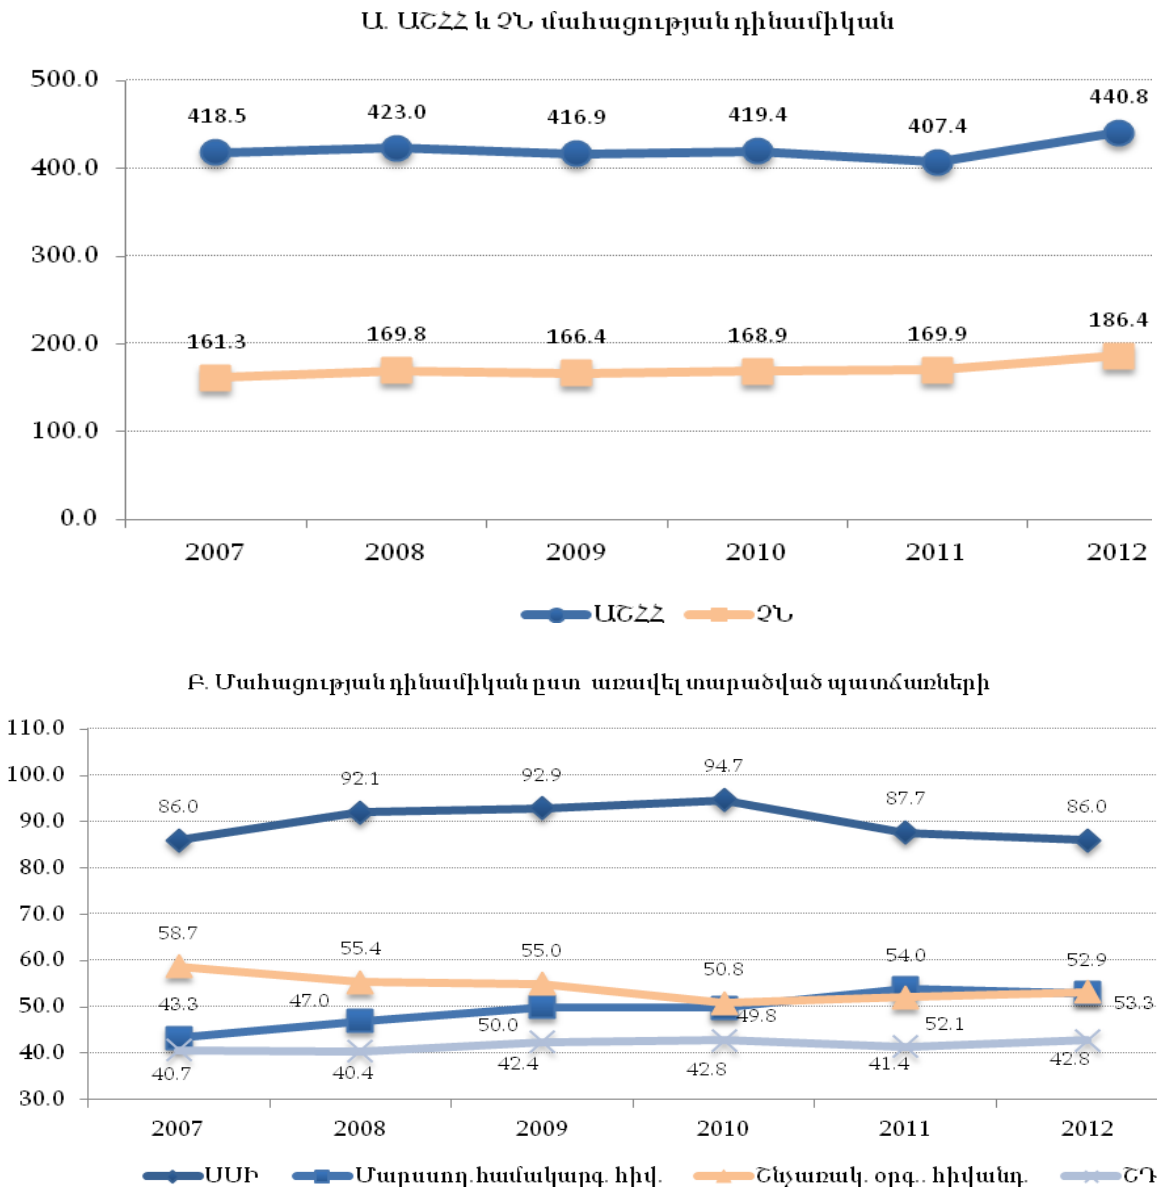 Ա. ԱՇՀՀ և ՉՆ մահացության դինամիկան
500.0
400.0
300.0
200.0
100.0
0.0
418.5 423.0 416.9 419.4 407.4 440.8
161.3 169.8 166.4 168.9 169.9 186.4
2007 2008 2009 2010 2011 2012
ԱՇՀՀ ՉՆ
Բ. Մահացության դինամիկան ըստ առավել տարածված պատճառների
110.0
100.0
90.0
80.0
70.0
60.0
50.0
40.0
30.0
86.0 92.1 92.9 94.7 87.7 86.0
58.7 55.4 55.0 50.8 54.0 52.9
43.3 47.0 50.0 49.8 52.1 53.3
40.7 40.4 42.4 42.8 41.4 42.8
2007 2008 2009 2010 2011 2012
ՍՍԻ Մարսող.համակարգ. հիվ. Շնչառակ. օրգ.. հիվանդ. ՇԴ